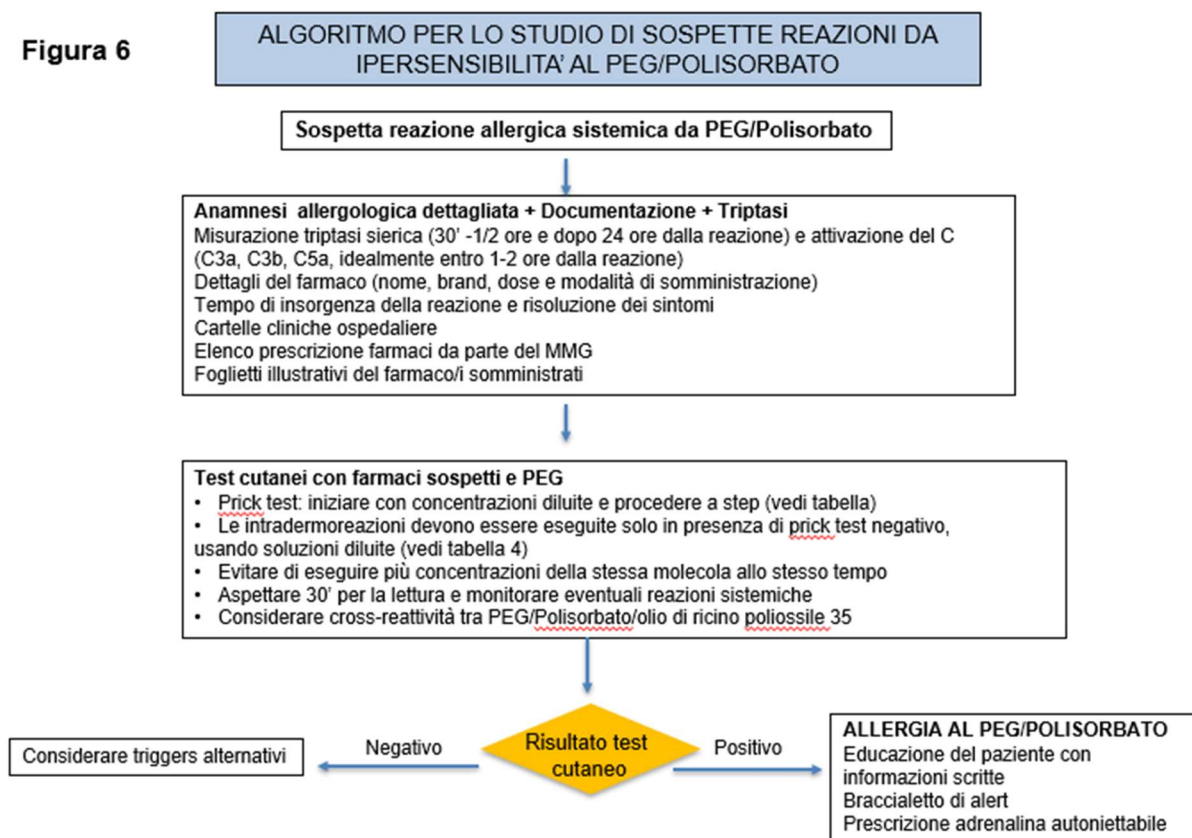 Figura 6
ALGORITMO PER LO STUDIO DI SOSPETTE REAZIONI DA
IPERSENSIBILITA' AL PEG/POLISORBATO
Sospetta reazione allergica sistemica da PEG/Polisorbato
Anamnesi allergologica dettagliata + Documentazione + Triptasi
Misurazione triptasi sierica (30' -1/2 ore e dopo 24 ore dalla reazione) e attivazione del C
(C3a, C3b, C5a, idealmente entro 1-2 ore dalla reazione)
Dettagli del farmaco (nome, brand, dose e modalità di somministrazione)
Tempo di insorgenza della reazione e risoluzione dei sintomi
Cartelle cliniche ospedaliere
Elenco prescrizione farmaci da parte del MMG
Foglietti illustrativi del farmaco/i somministrati
Test cutanei con farmaci sospetti e PEG
• Prick test: iniziare con concentrazioni diluite e procedere a step (vedi tabella)
• Le intradermoreazioni devono essere eseguite solo in presenza di prick test negativo,
usando soluzioni diluite (vedi tabella 4)
• Evitare di eseguire più concentrazioni della stessa molecola allo stesso tempo
• Aspettare 30' per la lettura e monitorare eventuali reazioni sistemiche
• Considerare cross-reattività tra PEG/Polisorbato/olio di ricino poliossile 35
Risultato test
cutaneo
Negativo
Considerare triggers alternativi
Positivo
ALLERGIA AL PEG/POLISORBATO
Educazione del paziente con
informazioni scritte
Braccialetto di alert
Prescrizione adrenalina autoniettabile